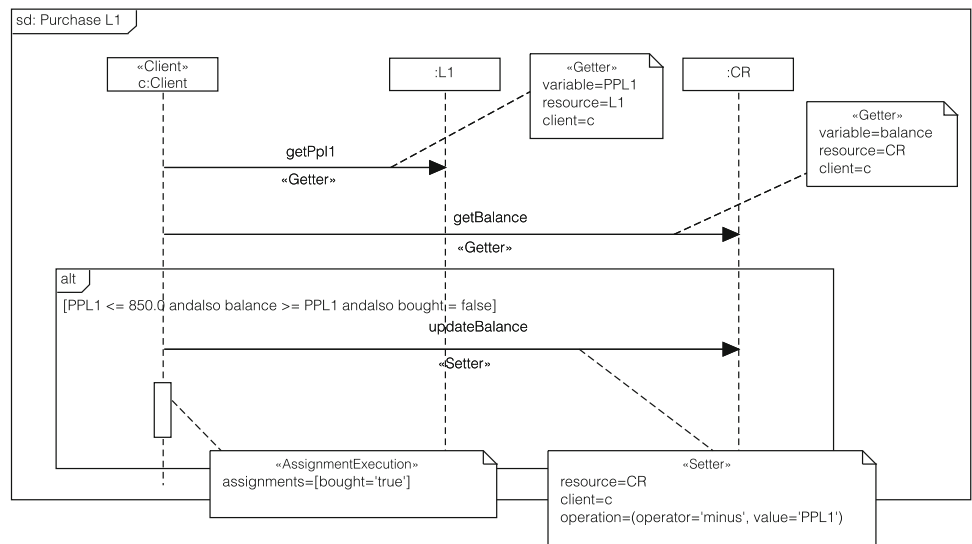 sd: Purchase L1
«Client»
c:Client
:L1
«Getter»
variable=PPL1
resource=L1
client=c
:CR
«Getter»
variable=balance
resource=CR
client=c
getPpl1
«Getter»
getBalance
«Getter»
alt
[PPL1 <= 850.0 andalso balance >= PPL1 andalso bought = false]
updateBalance
«Setter»
«AssignmentExecution»
assignments=[bought='true']
«Setter»
resource=CR
client=c
operation=(operator='minus', value='PPL1')